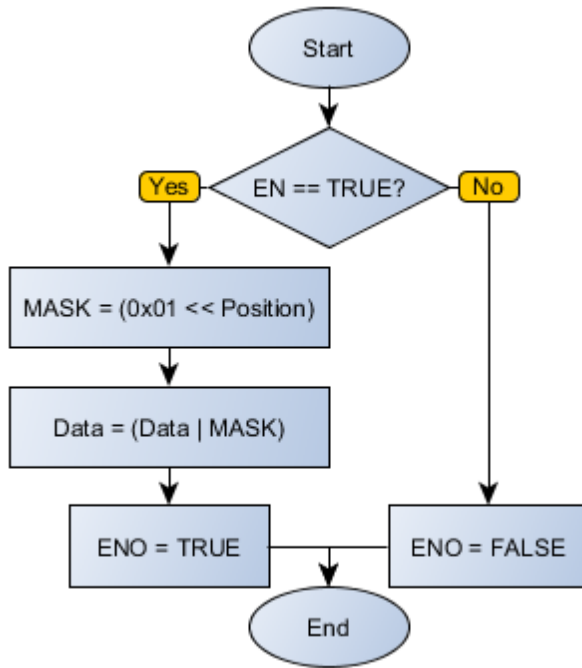 Start
EN == TRUE?
Yes
No
MASK = (0x01 << Position)
Data = (Data | MASK)
ENO = TRUE
ENO = FALSE
End